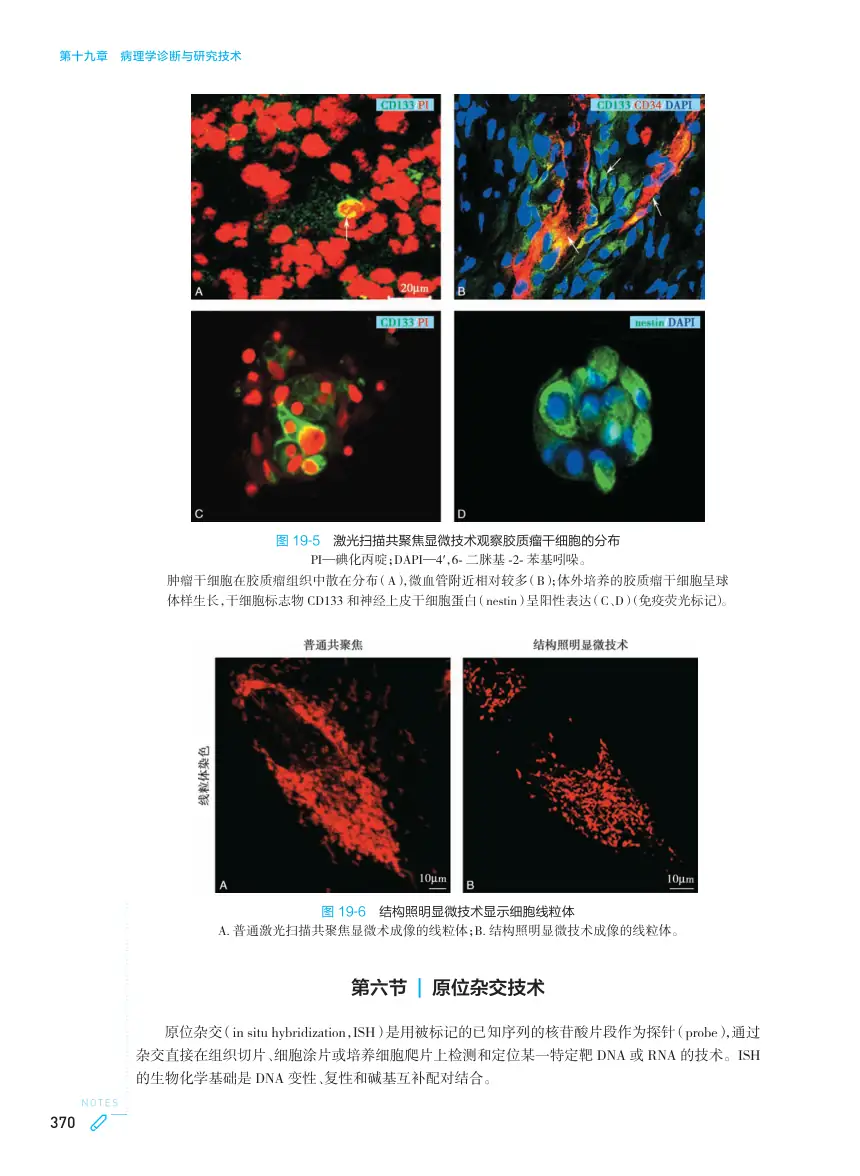 第十九章 病理学诊断与研究技术
CD133/PI
CD133/CD34/DAPI
A
20μm
B
CD133/PI
nestin/DAPI
C
D
图 19-5 激光扫描共聚焦显微技术观察胶质瘤干细胞的分布
PI—碘化丙啶;DAPI—4′,6- 二脒基 -2- 苯基吲哚。
肿瘤干细胞在胶质瘤组织中散在分布(A),微血管附近相对较多(B);体外培养的胶质瘤干细胞呈球
体样生长,干细胞标志物 CD133 和神经上皮干细胞蛋白(nestin)呈阳性表达(C、D)(免疫荧光标记)。
普通共聚焦
结构照明显微技术
线粒体染色
A
10μm
B
10μm
图 19-6 结构照明显微技术显示细胞线粒体
A. 普通激光扫描共聚焦显微术成像的线粒体;B. 结构照明显微技术成像的线粒体。
第六节 | 原位杂交技术
原位杂交(in situ hybridization,ISH)是用被标记的已知序列的核苷酸片段作为探针(probe),通过
杂交直接在组织切片、细胞涂片或培养细胞爬片上检测和定位某一特定靶 DNA 或 RNA 的技术。ISH
的生物化学基础是 DNA 变性、复性和碱基互补配对结合。
NOTES
370